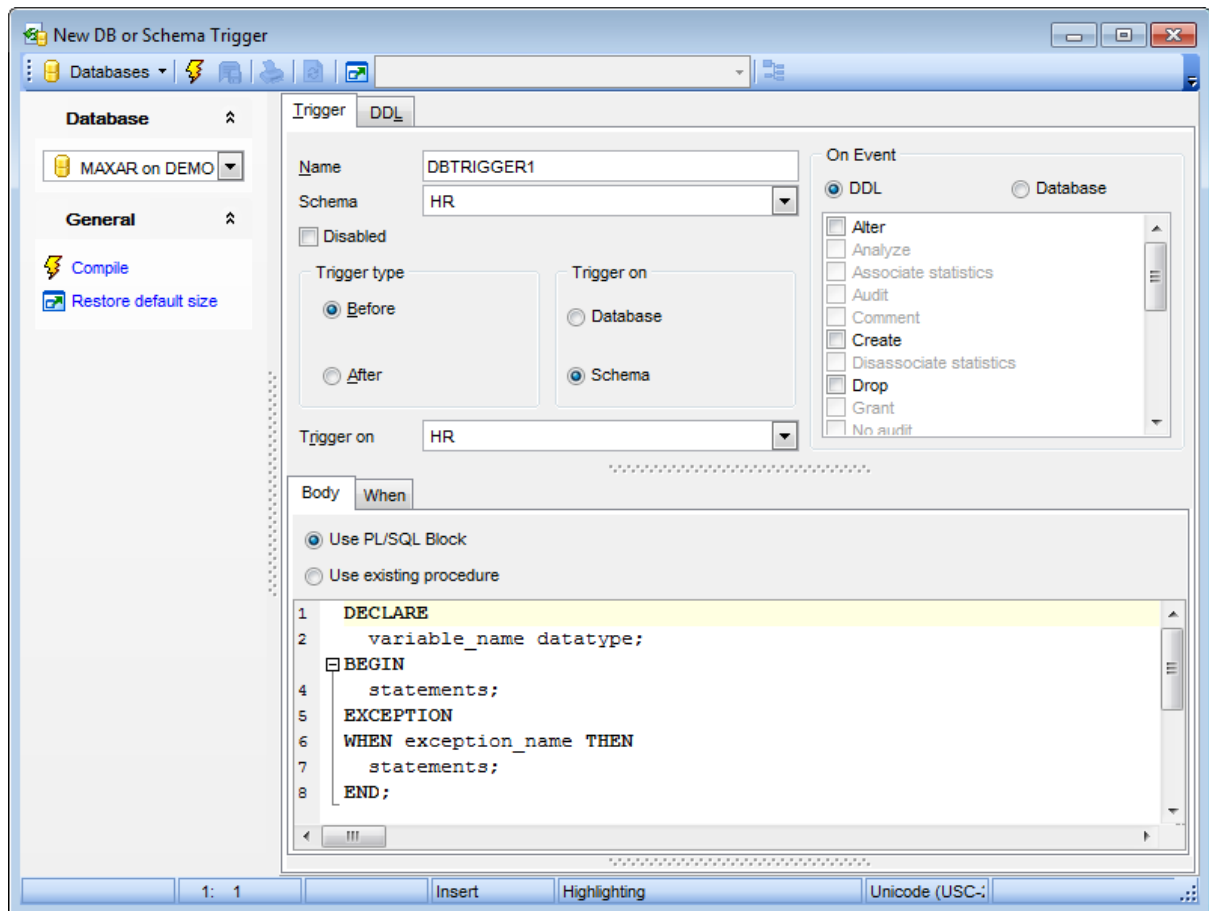 New DB or Schema Trigger
Databases
Database
MAXAR on DEMO
General
Compile
Restore default size
Trigger DDL
Name DBTRIGGER1
Schema HR
Disabled
Trigger type
Before
After
Trigger on
Database
Schema
Trigger on HR
On Event
DDL Database
Alter
Analyze
Associate statistics
Audit
Comment
Create
Disassociate statistics
Drop
Grant
No audit
Body When
Use PL/SQL Block
Use existing procedure
1 DECLARE
2 variable_name datatype;
BEGIN
4 statements;
5 EXCEPTION
6 WHEN exception_name THEN
7 statements;
8 END;
1: 1 Insert Highlighting Unicode (USC-